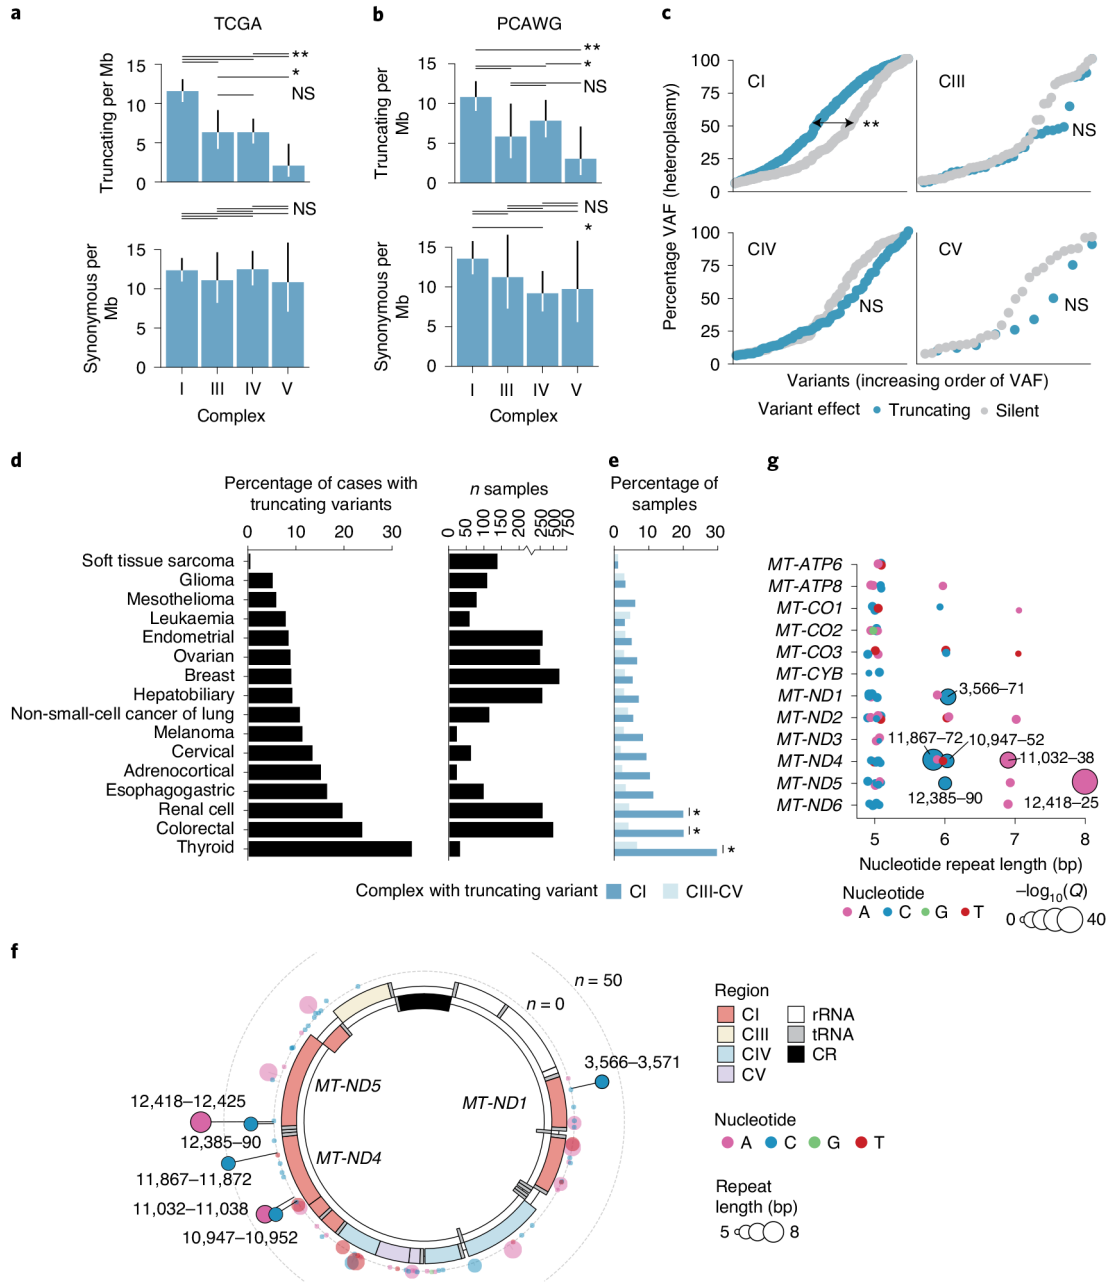 a
TCGA
Truncating per Mb
15
10
5
0
**
*
NS
Synonymous per
Mb
15
10
5
0
NS
I III IV V
Complex
b
PCAWG
Truncating per
Mb
15
10
5
0
**
*
NS
Synonymous per
Mb
15
10
5
0
NS
*
I III IV V
Complex
c
Percentage VAF (heteroplasmy)
100
75
50
25
0
CI
**
CIII
NS
100
75
50
25
0
CIV
NS
CV
NS
Variants (increasing order of VAF)
Variant effect Truncating Silent
d
Percentage of cases with
truncating variants
0 10 20 30
n samples
0 50 100 150 250 500 750
Soft tissue sarcoma
Glioma
Mesothelioma
Leukaemia
Endometrial
Ovarian
Breast
Hepatobiliary
Non-small-cell cancer of lung
Melanoma
Cervical
Adrenocortical
Esophagogastric
Renal cell
Colorectal
Thyroid
e
Percentage of
samples
0 10 20 30
*
*
*
Complex with truncating variant CI CIII-CV
g
MT-ATP6
MT-ATP8
MT-CO1
MT-CO2
MT-CO3
MT-CYB
MT-ND1
MT-ND2
MT-ND3
MT-ND4
MT-ND5
MT-ND6
3,566–71
11,867–72
10,947–52
11,032–38
12,385–90
12,418–25
5 6 7 8
Nucleotide repeat length (bp)
Nucleotide
A C G T
–log10(Q)
0 40
f
n = 50
n = 0
3,566–3,571
MT-ND5
MT-ND1
MT-ND4
12,418–12,425
12,385–90
11,867–11,872
11,032–11,038
10,947–10,952
Region
CI
CIII
CIV
CV
rRNA
tRNA
CR
Nucleotide
A C G T
Repeat
length (bp)
5 8